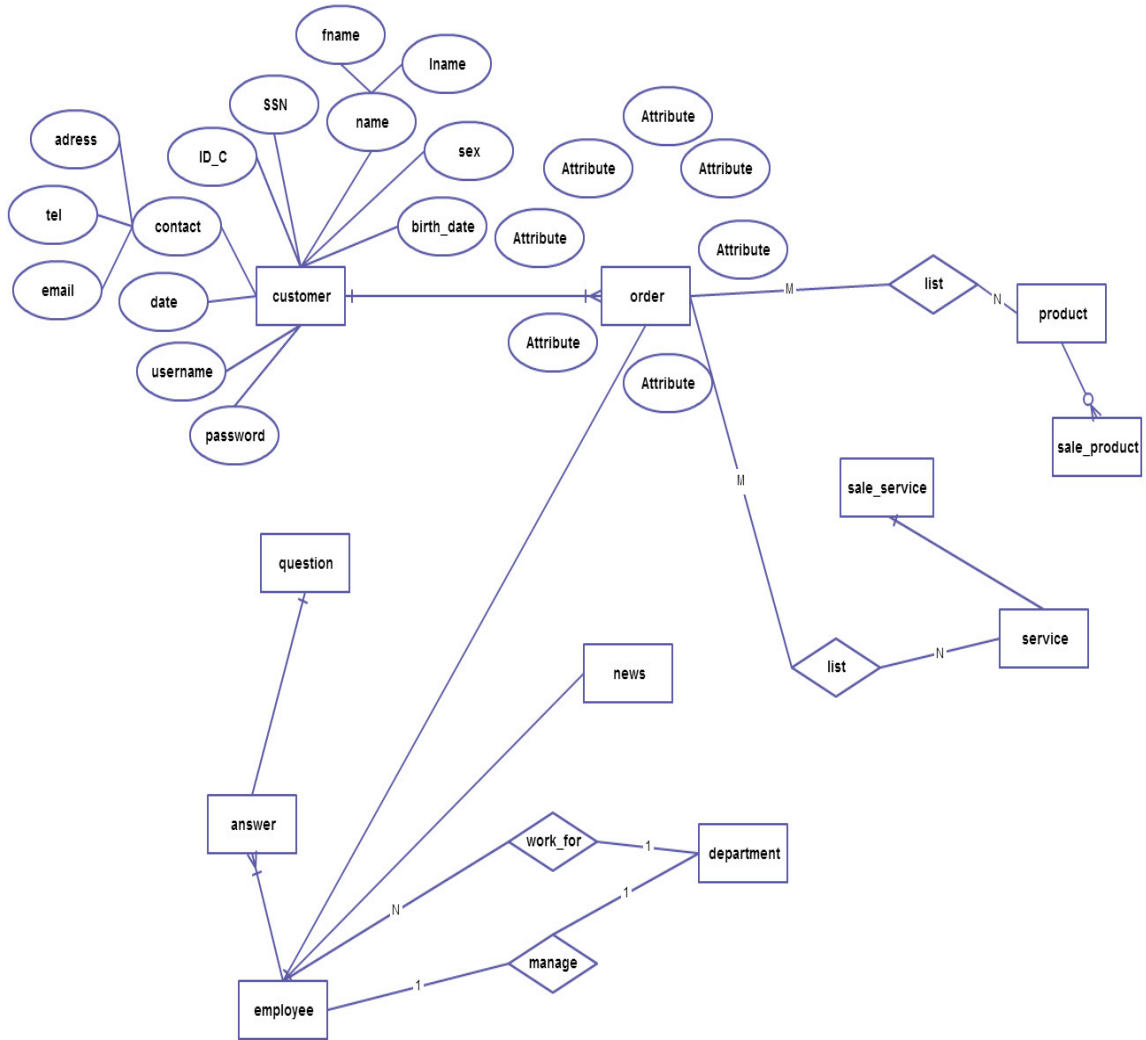 fname
lname
SSN
name
Attribute
adress
ID_C
sex
Attribute
Attribute
tel
contact
birth_date
Attribute
Attribute
email
date
customer
order
list
M
N
product
username
Attribute
Attribute
password
sale_product
M
sale_service
question
service
list
N
news
answer
work_for
1
department
N
1
manage
1
employee